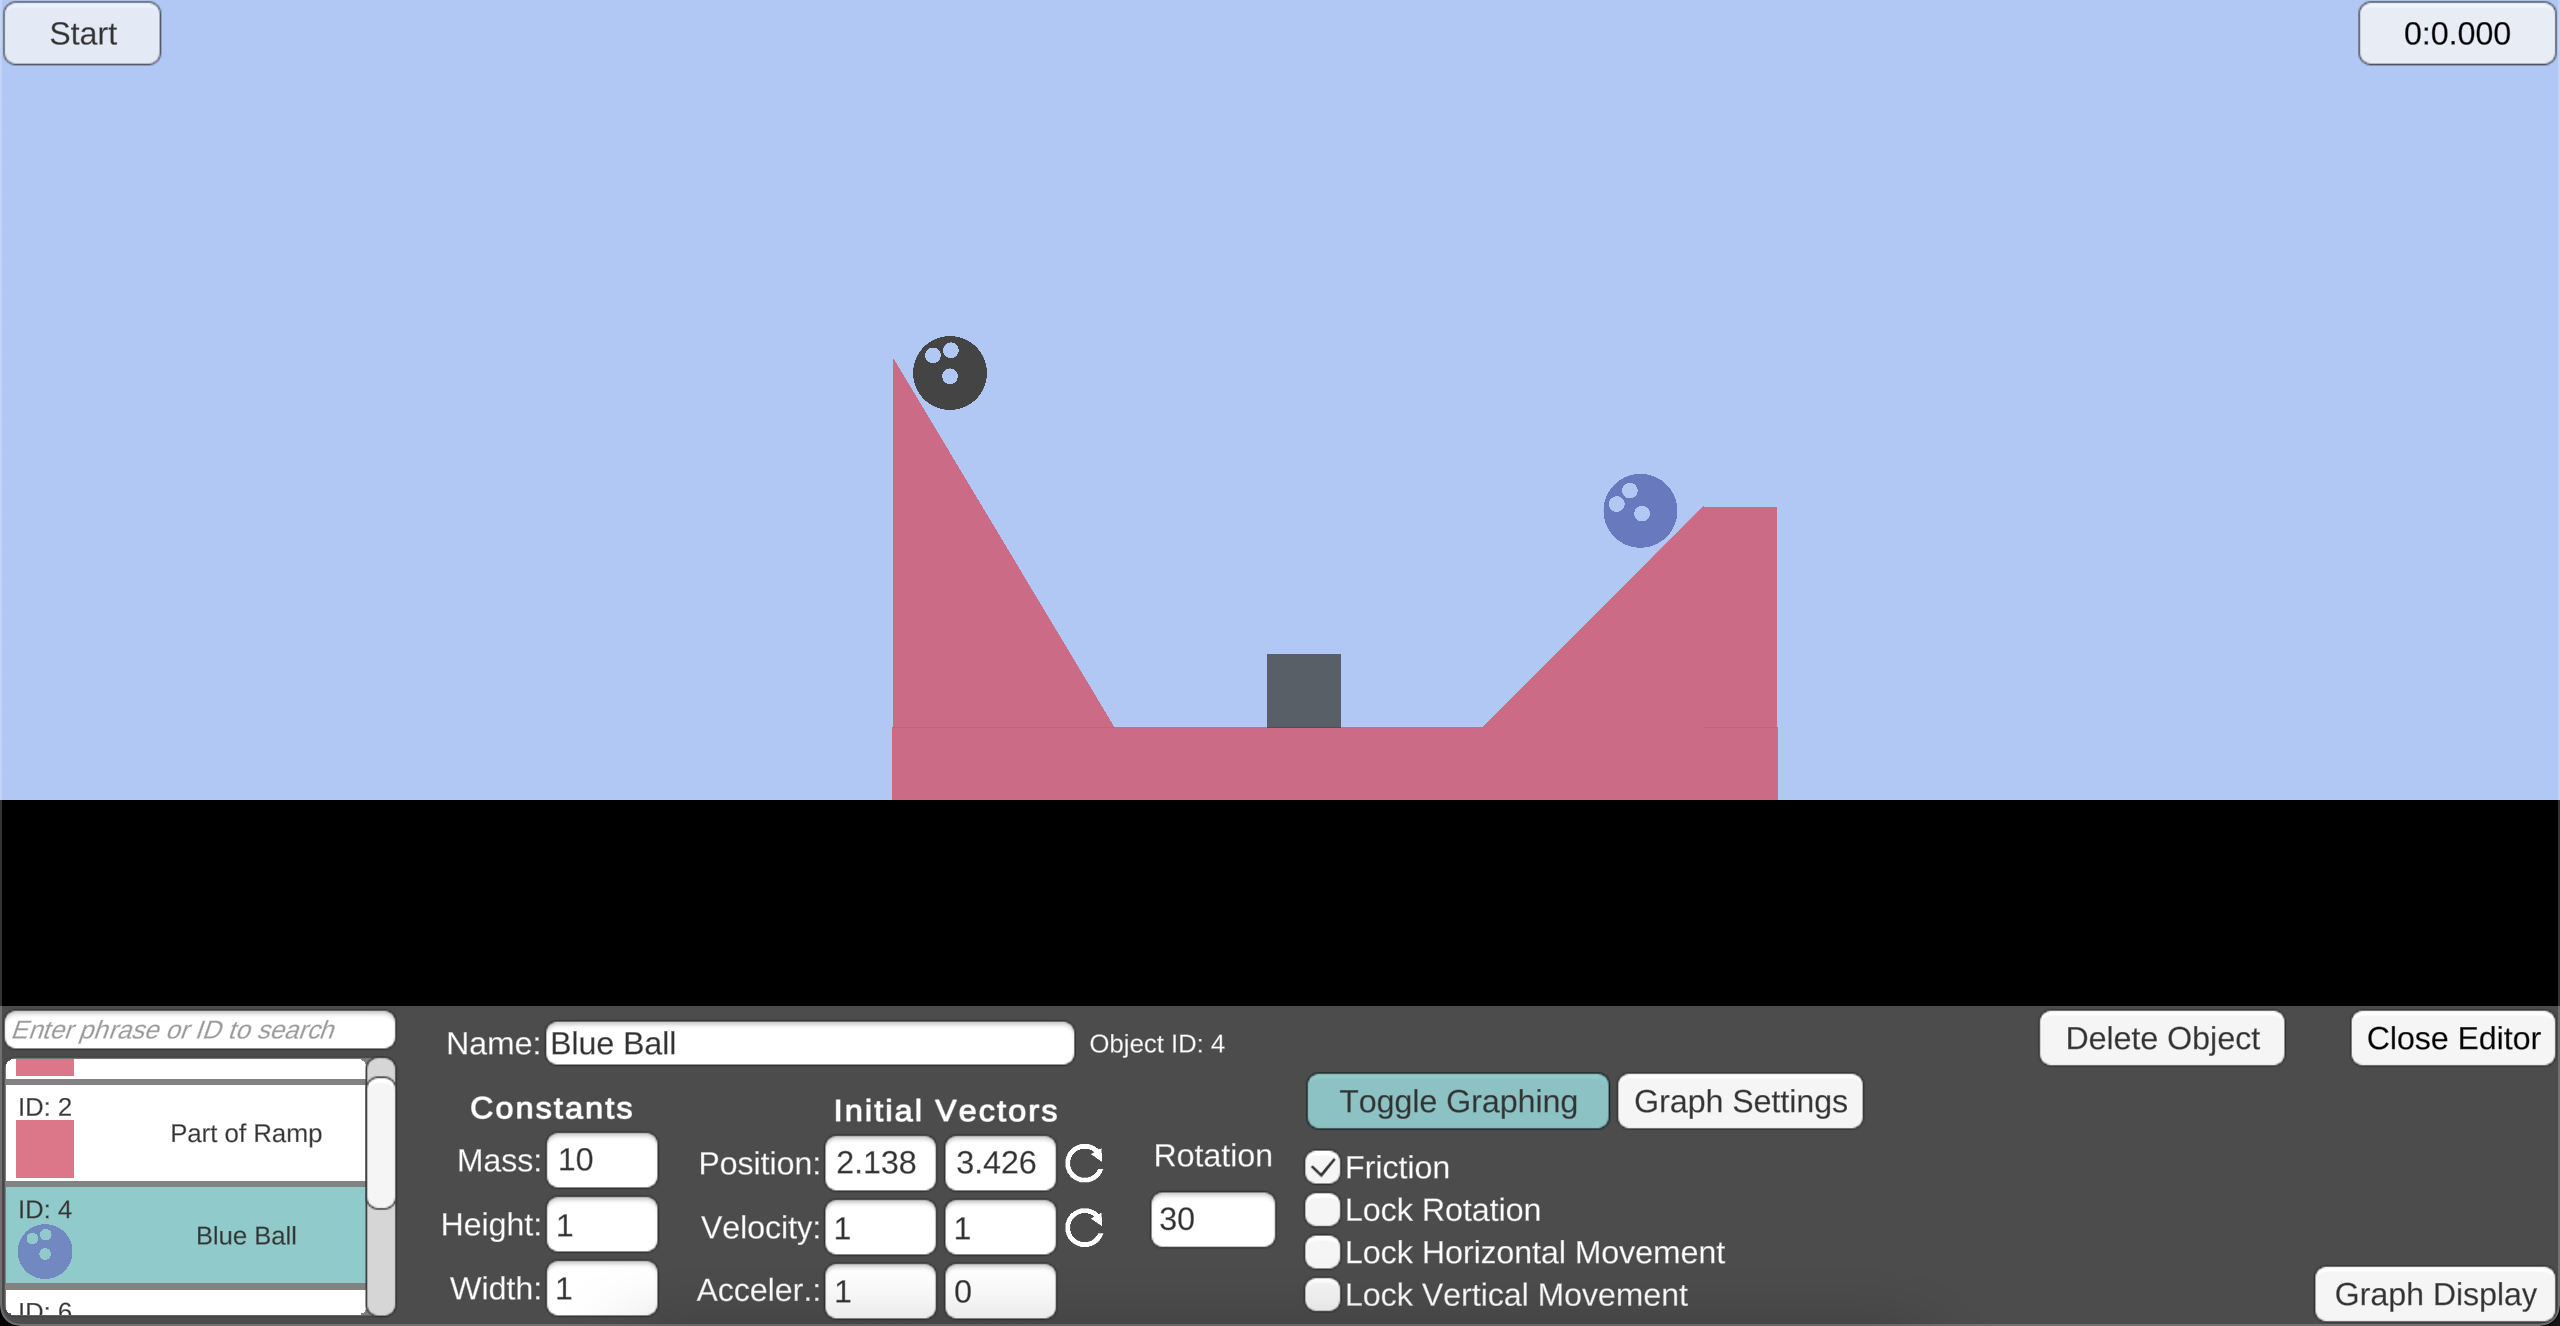 Start
0:0.000
Enter phrase or ID to search
ID: 2
Part of Ramp
ID: 4
Blue Ball
ID: 6
Name: Blue Ball
Object ID: 4
Delete Object
Close Editor
Constants
Mass: 10
Height: 1
Width: 1
Initial Vectors
Position: 2.138 3.426
Velocity: 1 1
Acceler.: 1 0
Rotation
30
Toggle Graphing
Graph Settings
Friction
Lock Rotation
Lock Horizontal Movement
Lock Vertical Movement
Graph Display